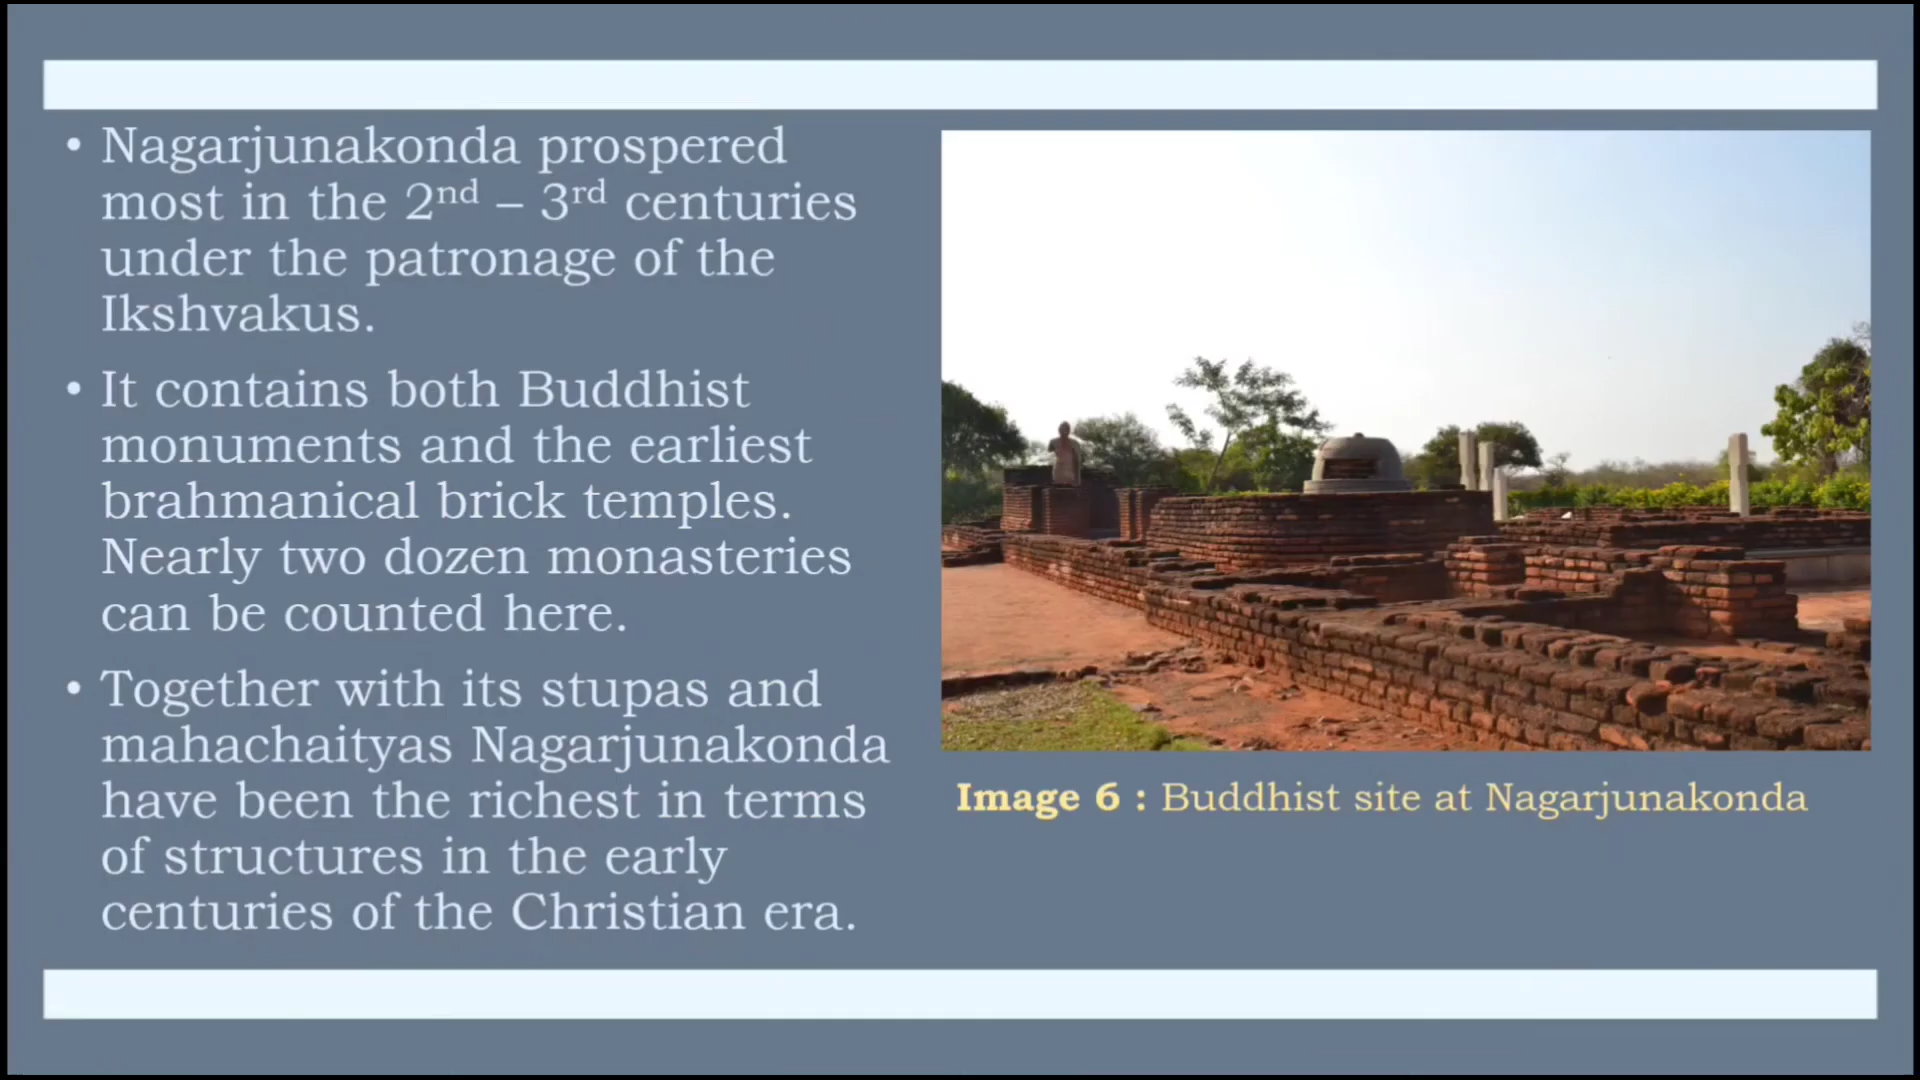 • Nagarjunakonda prospered
most in the 2nd – 3rd centuries
under the patronage of the
Ikshvakus.
• It contains both Buddhist
monuments and the earliest
brahmanical brick temples.
Nearly two dozen monasteries
can be counted here.
• Together with its stupas and
mahachaityas Nagarjunakonda
have been the richest in terms
of structures in the early
centuries of the Christian era.
Image 6 : Buddhist site at Nagarjunakonda